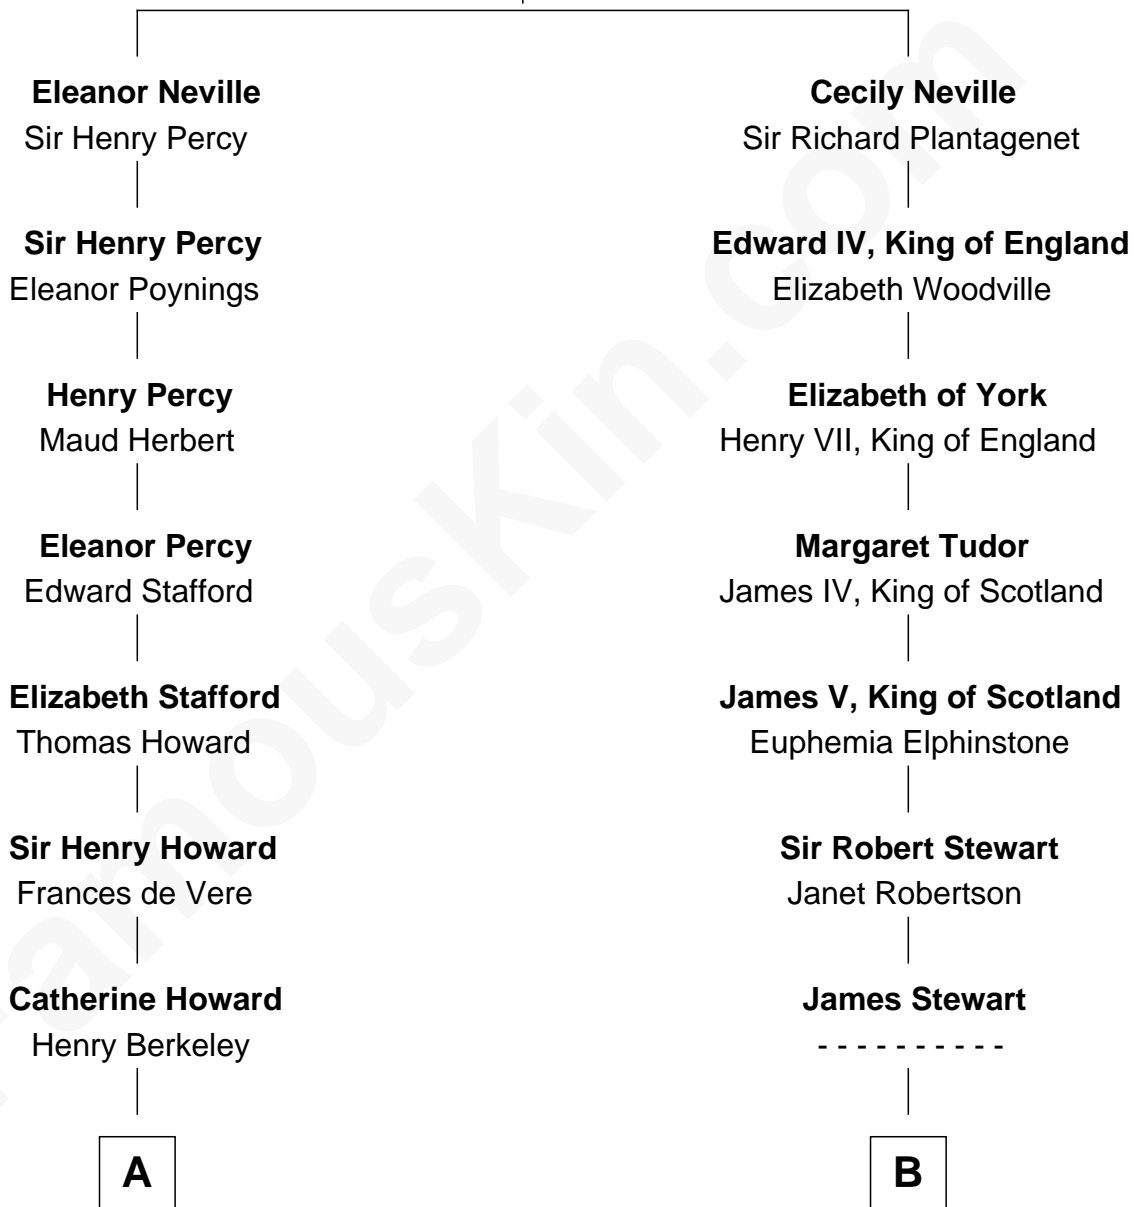 Eleanor Neville
Sir Henry Percy
Cecily Neville
Sir Richard Plantagenet
Sir Henry Percy
Eleanor Poynings
Edward IV, King of England
Elizabeth Woodville
Henry Percy
Maud Herbert
Elizabeth of York
Henry VII, King of England
Eleanor Percy
Edward Stafford
Margaret Tudor
James IV, King of Scotland
Elizabeth Stafford
Thomas Howard
James V, King of Scotland
Euphemia Elphinstone
Sir Henry Howard
Frances de Vere
Sir Robert Stewart
Janet Robertson
Catherine Howard
Henry Berkeley
James Stewart
- - - - - - - - - -
A
B
FamousKin.com